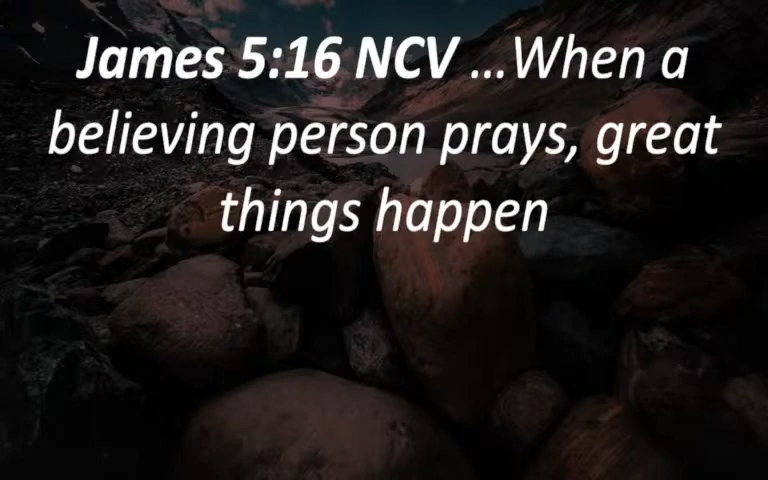 James 5:16 NCV ...When a
believing person prays, great
things happen